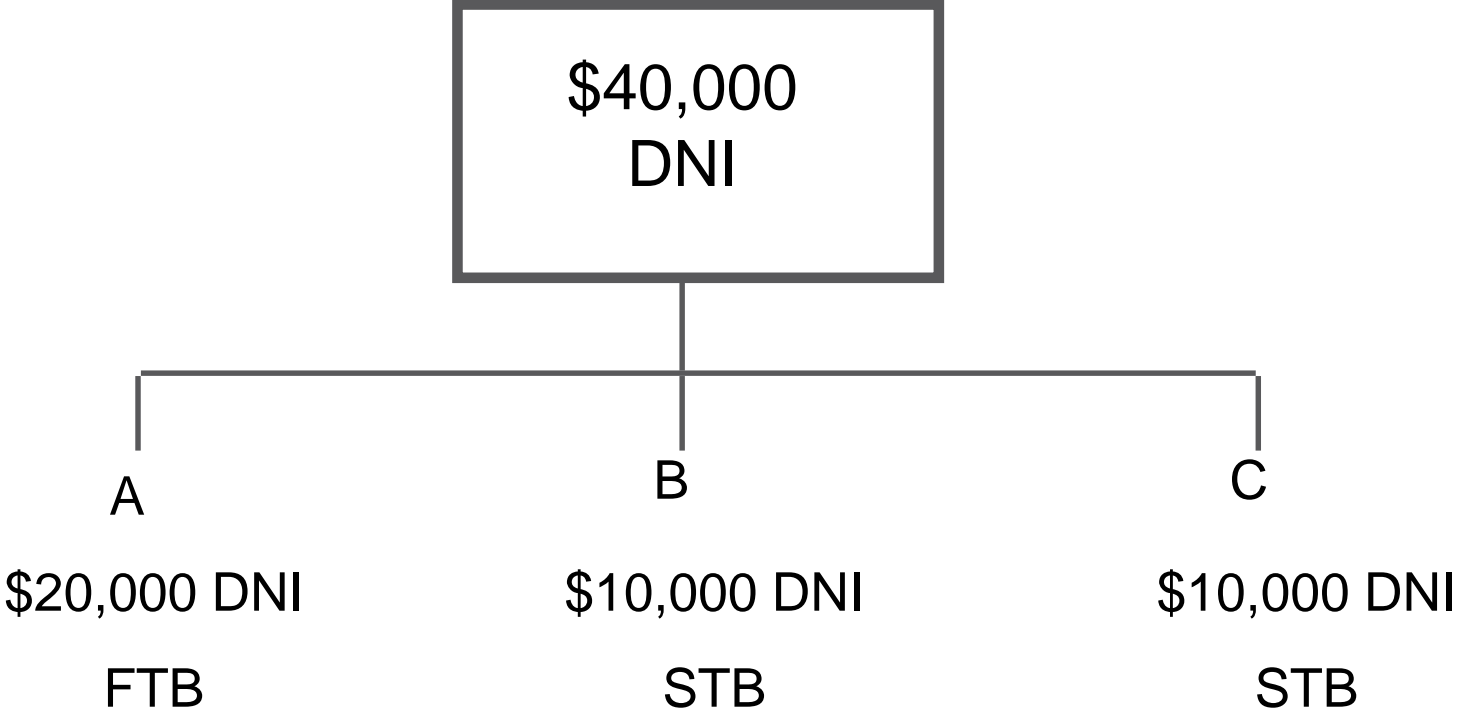 $40,000
DNI
A
B
C
$20,000 DNI
$10,000 DNI
$10,000 DNI
FTB
STB
STB